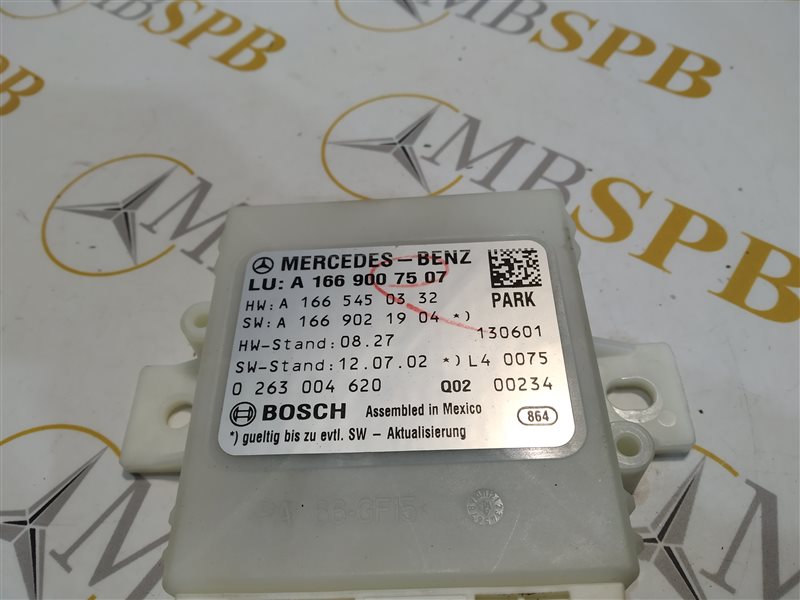 MBSPB
MBSPB
MBSPB
MERCEDES-BENZ
LU: A 166 900 75 07
HW: A 166 545 03 32
PARK
SW: A 166 902 19 04 *)
130601
HW-Stand: 08.27
SW-Stand: 12.07.02 *) L4 0075
0 263 004 620 Q02 00234
BOSCH Assembled in Mexico 864
*) gueltig bis zu evtl. SW - Aktualisierung